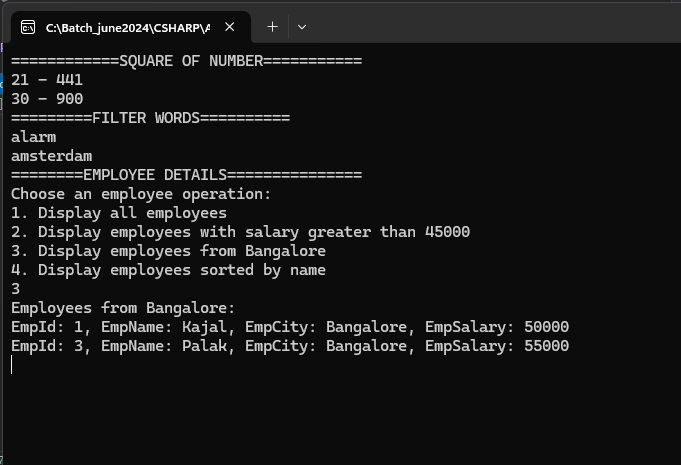 C:\Batch_june2024\CSHARP\A
============SQUARE OF NUMBER===========
21 - 441
30 - 900
=========FILTER WORDS==========
alarm
amsterdam
========EMPLOYEE DETAILS===============
Choose an employee operation:
1. Display all employees
2. Display employees with salary greater than 45000
3. Display employees from Bangalore
4. Display employees sorted by name
3
Employees from Bangalore:
EmpId: 1, EmpName: Kajal, EmpCity: Bangalore, EmpSalary: 50000
EmpId: 3, EmpName: Palak, EmpCity: Bangalore, EmpSalary: 55000